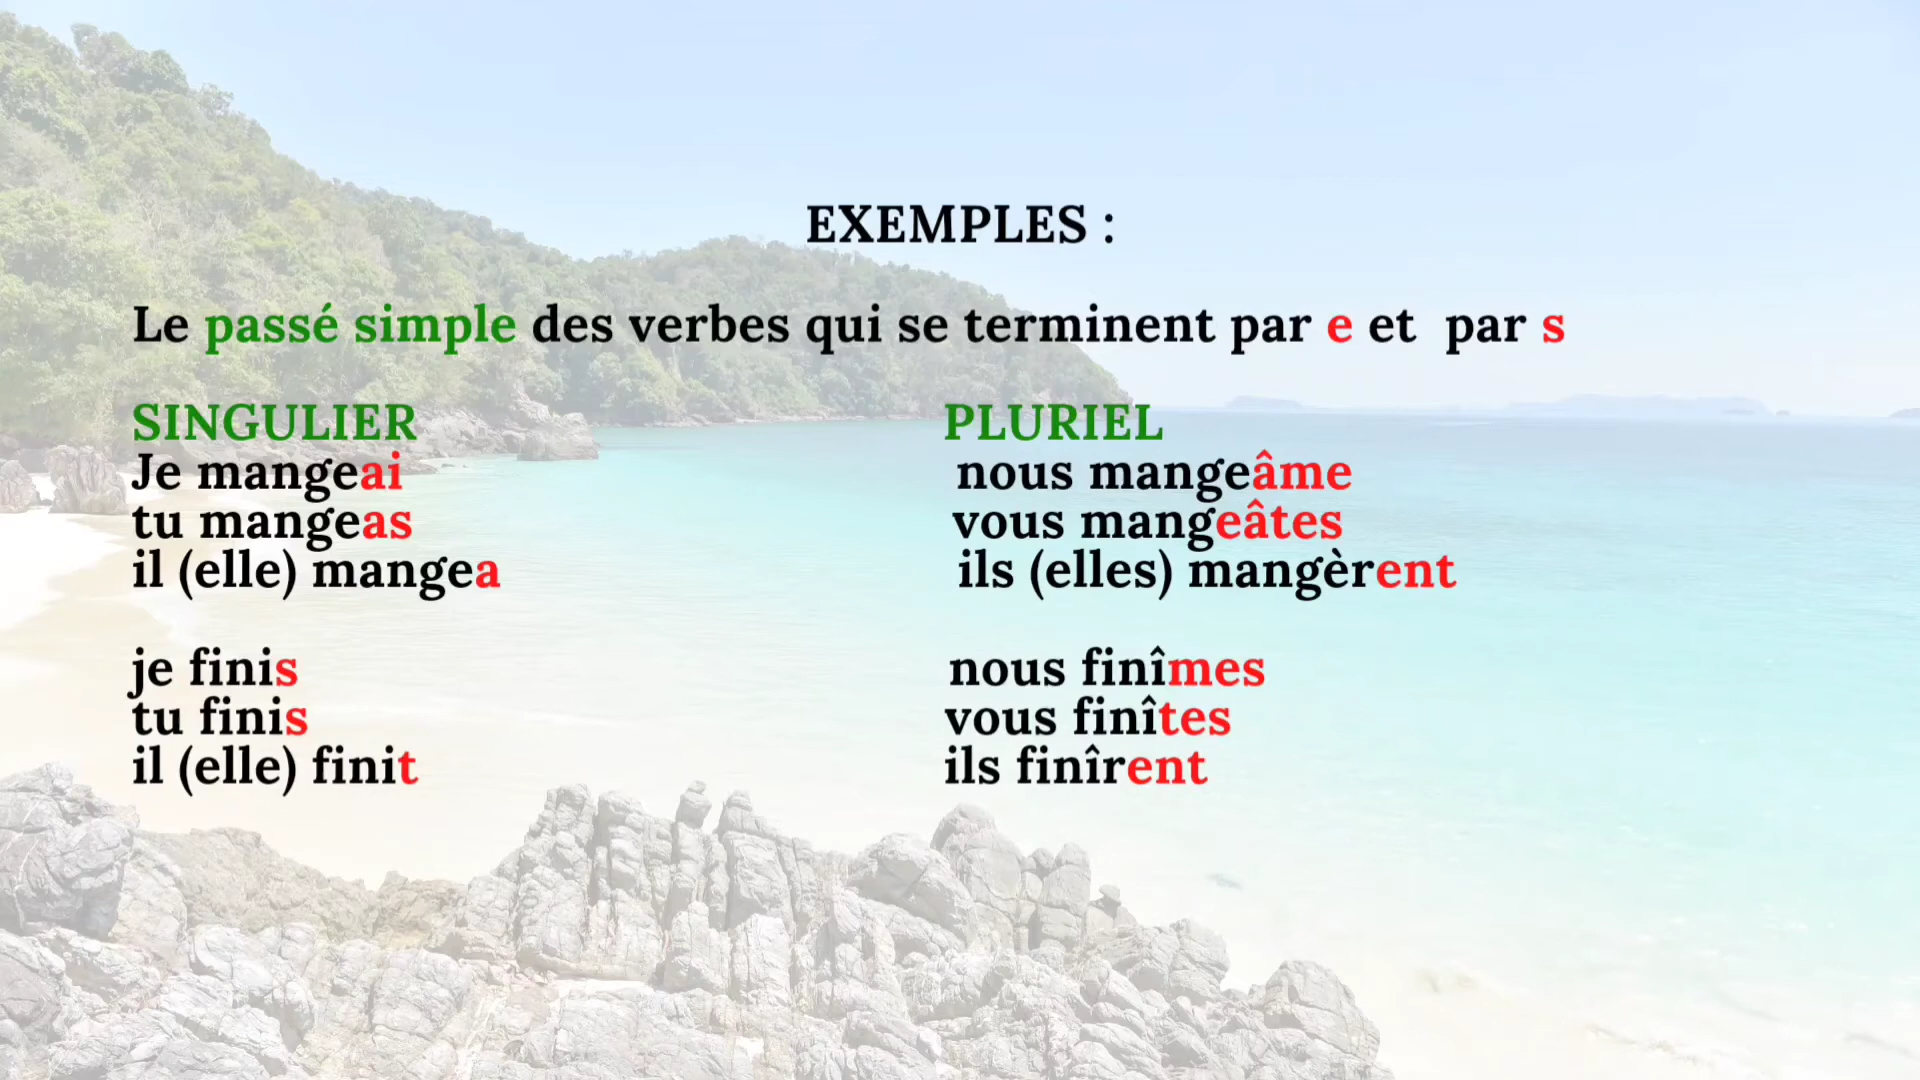 EXEMPLES :
Le passé simple des verbes qui se terminent par e et par s
SINGULIER
Je mangeai
tu mangeas
il (elle) mangea
je finis
tu finis
il (elle) finit
PLURIEL
nous mangeâme
vous mangeâtes
ils (elles) mangèrent
nous finîmes
vous finîtes
ils finîrent